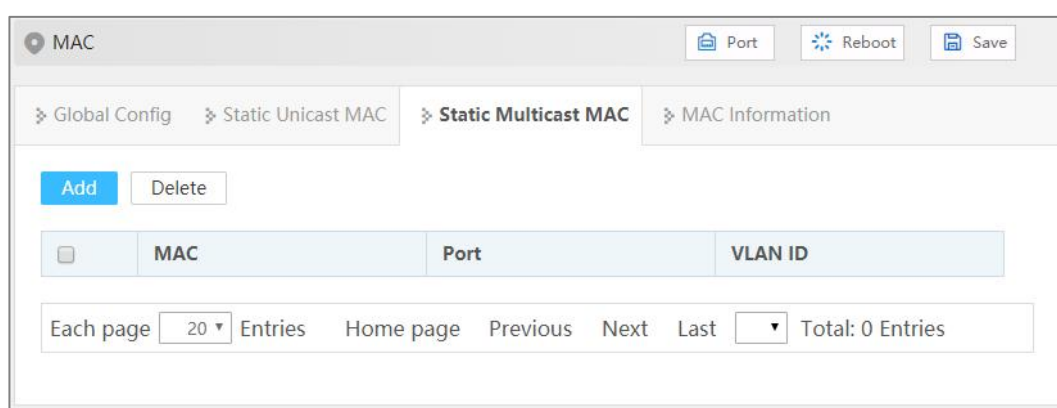 MAC Port Reboot Save
Global Config Static Unicast MAC Static Multicast MAC MAC Information
Add Delete
MAC Port VLAN ID
Each page 20 Entries Home page Previous Next Last Total: 0 Entries